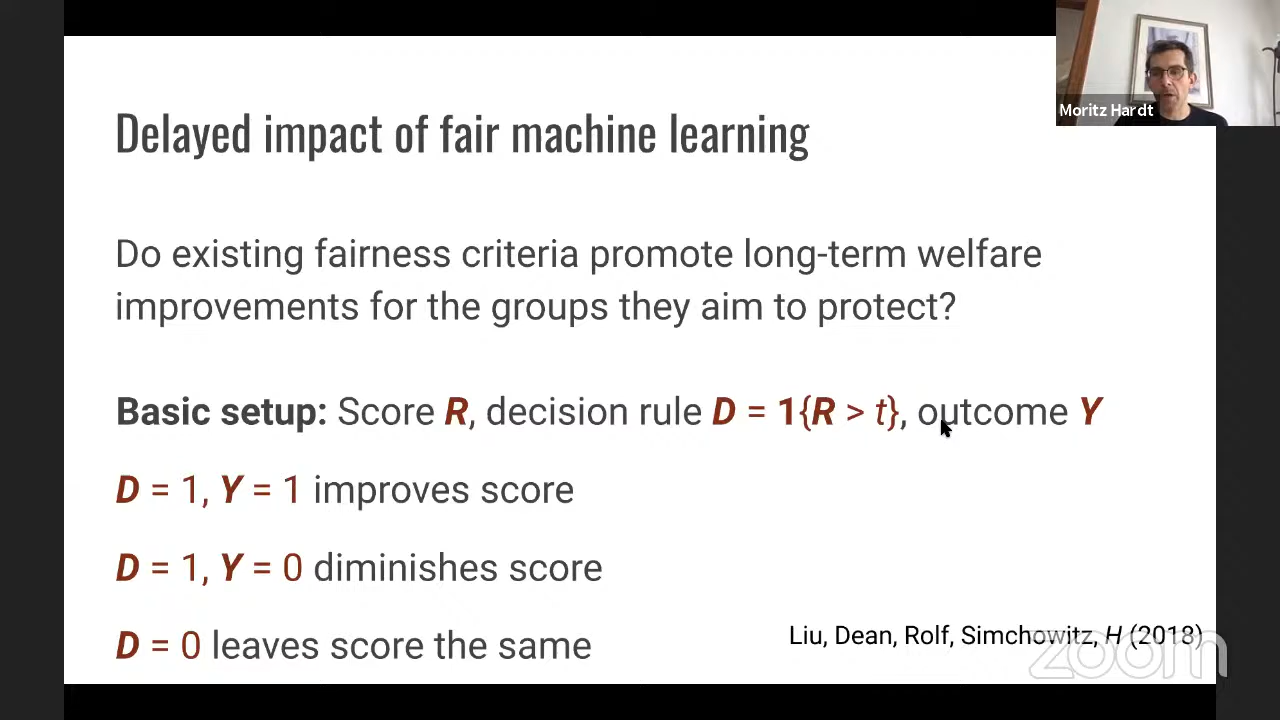 Moritz Hardt
Delayed impact of fair machine learning
Do existing fairness criteria promote long-term welfare
improvements for the groups they aim to protect?
Basic setup: Score R, decision rule D = 1{R > t}, outcome Y
D = 1, Y = 1 improves score
D = 1, Y = 0 diminishes score
D = 0 leaves score the same
Liu, Dean, Rolf, Simchowitz, H (2018)
zoom